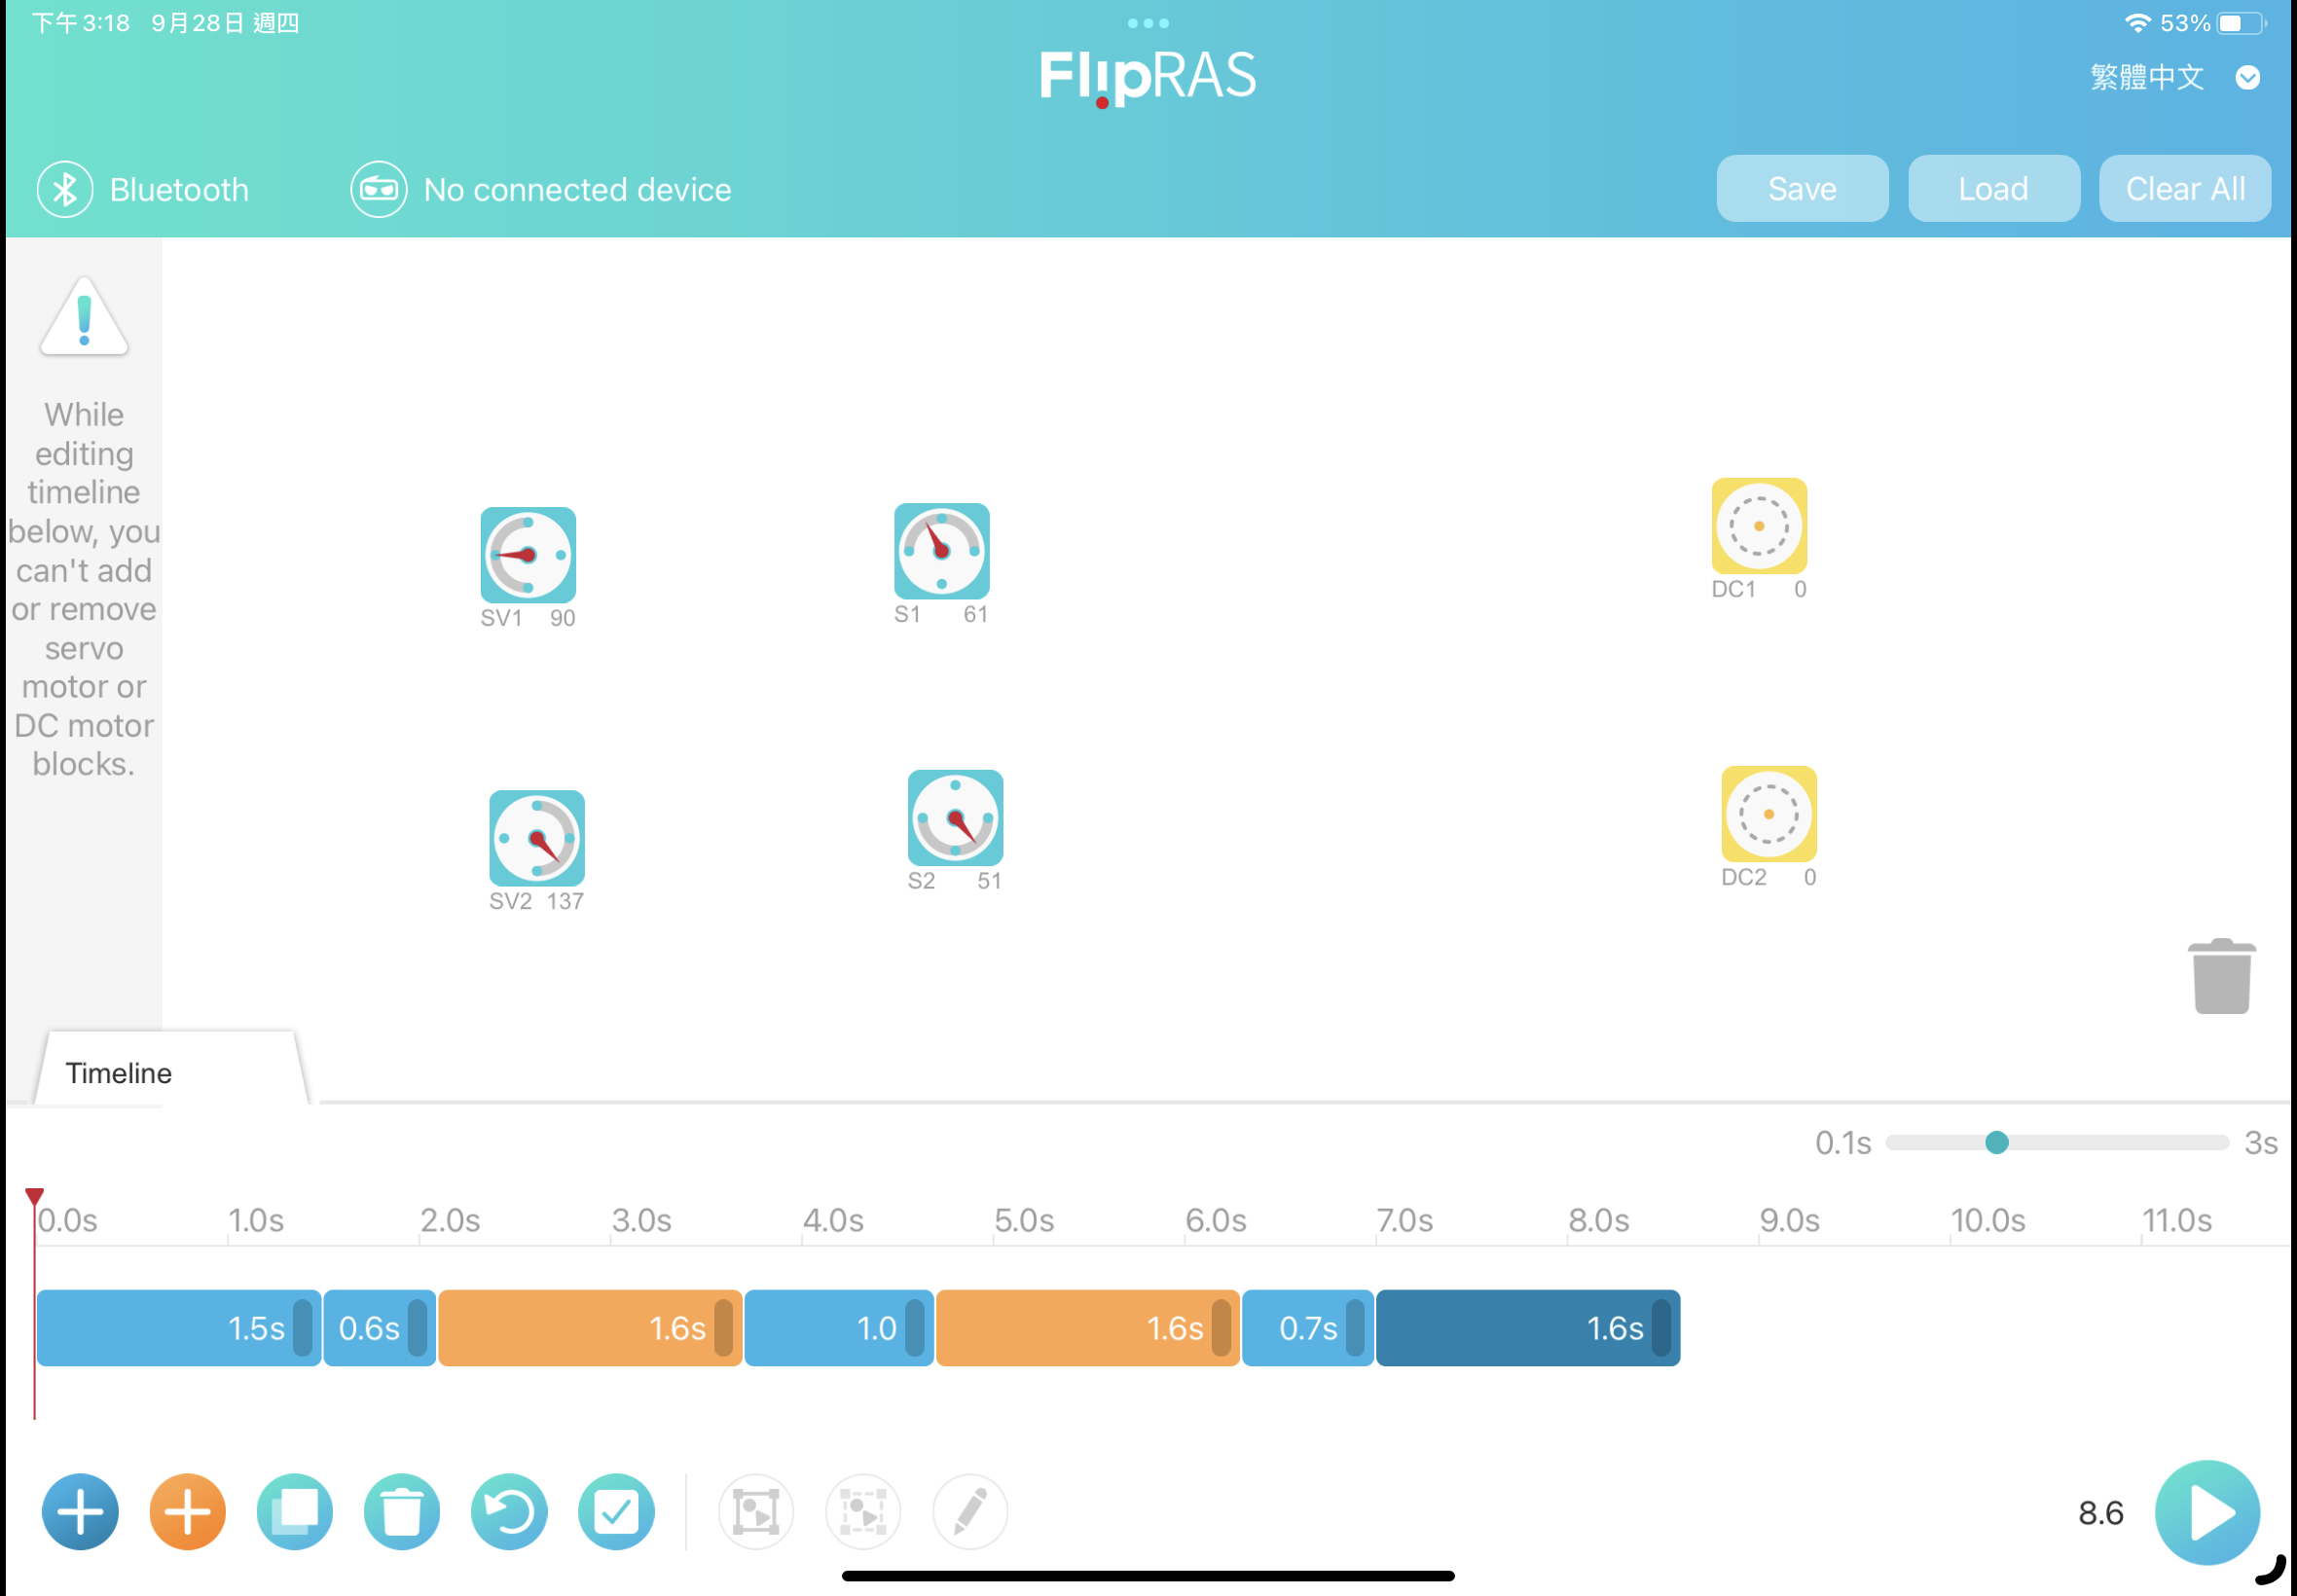 下午3:18 9月28日 週四
53%
FlipRAS
繁體中文
Bluetooth
No connected device
Save
Load
Clear All
While
editing
timeline
below, you
can't add
or remove
servo
motor or
DC motor
blocks.
SV1 90
S1 61
DC1 0
SV2 137
S2 51
DC2 0
Timeline
0.1s
3s
0.0s 1.0s 2.0s 3.0s 4.0s 5.0s 6.0s 7.0s 8.0s 9.0s 10.0s 11.0s
1.5s 0.6s 1.6s 1.0 1.6s 0.7s 1.6s
8.6